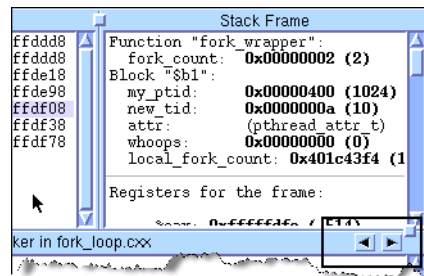 Stack Frame
ffddd8
ffddd8
ffde18
ffde98
ffdf08
ffdf38
ffdf78
Function "fork_wrapper":
fork_count: 0x00000002 (2)
Block "$b1":
my_ptid: 0x00000400 (1024)
new_tid: 0x0000000a (10)
attr: (pthread_attr_t)
whoops: 0x00000000 (0)
local_fork_count: 0x401c43f4 (1
Registers for the frame:
ker in fork_loop.cxx